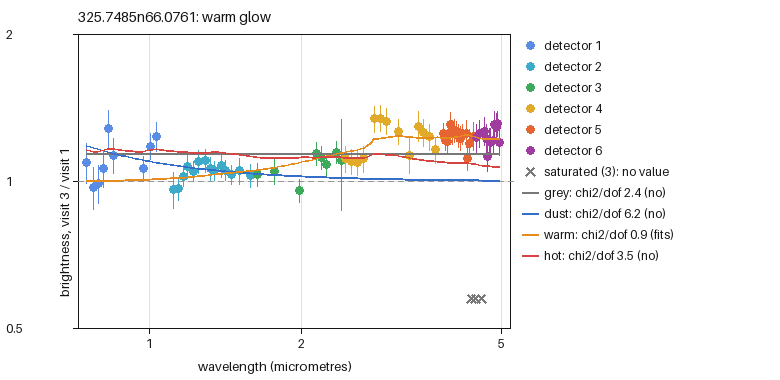 325.7485n66.0761: warm glow
2
1
0.5
brightness, visit 3 / visit 1
1
2
5
wavelength (micrometres)
detector 1
detector 2
detector 3
detector 4
detector 5
detector 6
saturated (3): no value
grey: chi2/dof 2.4 (no)
dust: chi2/dof 6.2 (no)
warm: chi2/dof 0.9 (fits)
hot: chi2/dof 3.5 (no)